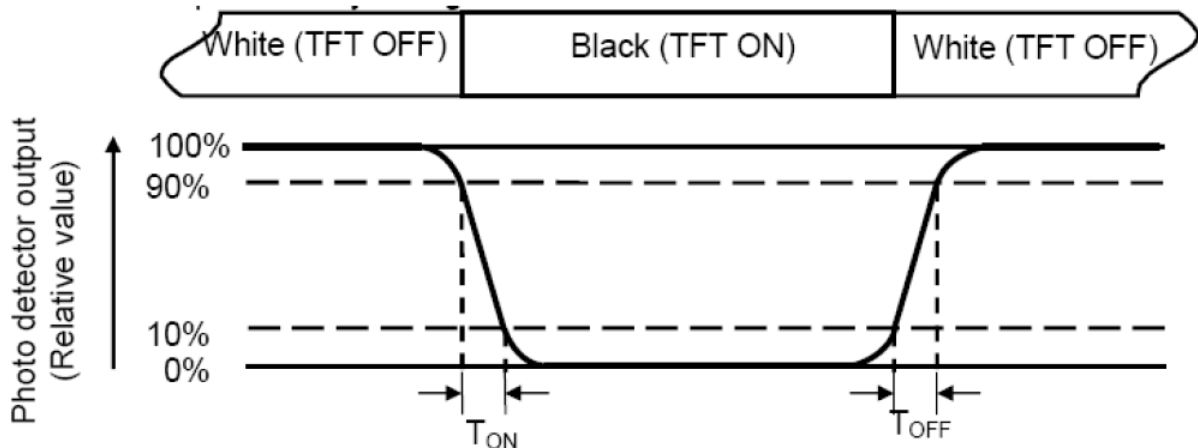 White (TFT OFF) Black (TFT ON) White (TFT OFF)
Photo detector output
(Relative value)
100%
90%
10%
0%
TON
TOFF